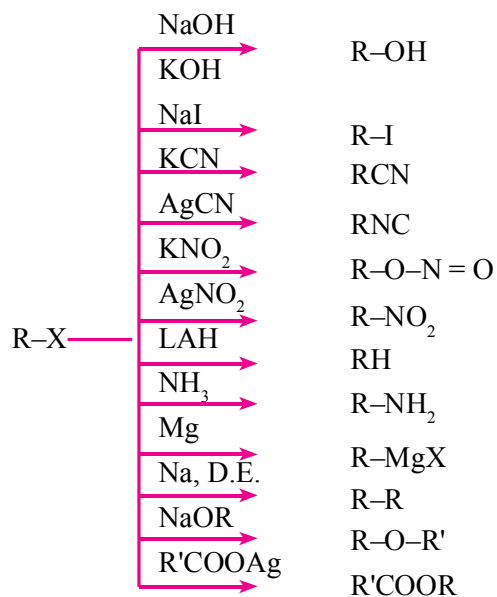 NaOH
KOH
R–OH
NaI
R–I
KCN
RCN
AgCN
RNC
KNO₂
R–O–N = O
AgNO₂
R–NO₂
R–X
LAH
RH
NH₃
R–NH₂
Mg
R–MgX
Na, D.E.
R–R
NaOR
R–O–R'
R'COOAg
R'COOR